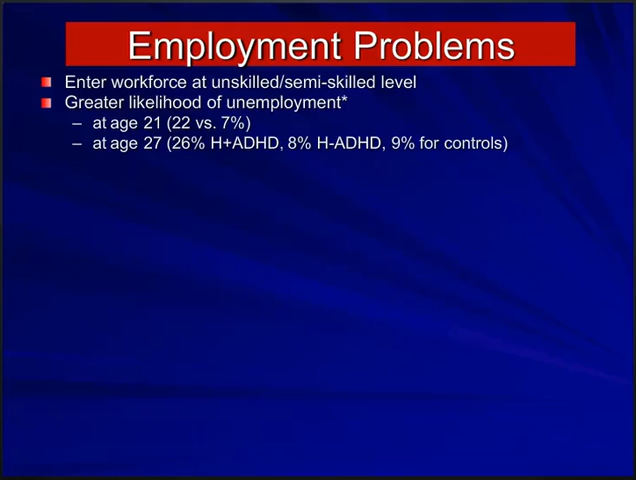 Employment Problems
Enter workforce at unskilled/semi-skilled level
Greater likelihood of unemployment*
– at age 21 (22 vs. 7%)
– at age 27 (26% H+ADHD, 8% H-ADHD, 9% for controls)